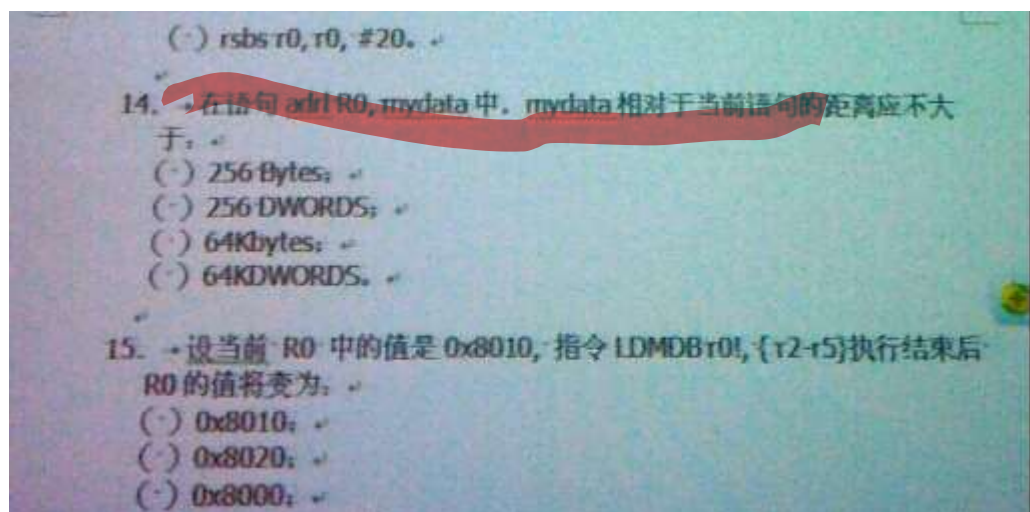 ( ) rsbs r0, r0, #20。
14. 在语句 adrl R0, mydata 中，mydata 相对于当前语句的距离应不大
于：
( ) 256 Bytes；
( ) 256 DWORDS；
( ) 64Kbytes；
( ) 64KDWORDS。
15. 设当前 R0 中的值是 0x8010, 指令 LDMDB r0!, {r2-r5}执行结束后
R0 的值将变为：
( ) 0x8010；
( ) 0x8020；
( ) 0x8000；